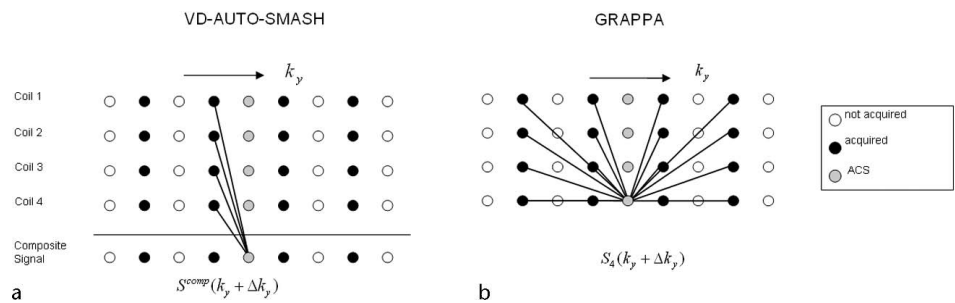 VD-AUTO-SMASH
k_y
Coil 1
Coil 2
Coil 3
Coil 4
Composite
Signal
S^comp(k_y + Δk_y)
a
GRAPPA
k_y
S_4(k_y + Δk_y)
b
not acquired
acquired
ACS